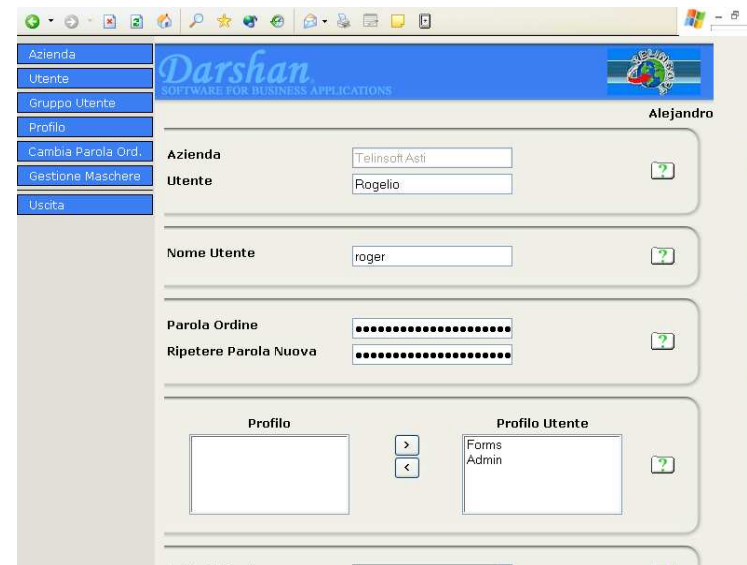 Azienda
Utente
Gruppo Utente
Profilo
Cambia Parola Ord.
Gestione Maschere
Uscita
Darshan
SOFTWARE FOR BUSINESS APPLICATIONS
Alejandro
Azienda
Telinsoft Asti
Utente
Rogelio
Nome Utente
roger
Parola Ordine
Ripetere Parola Nuova
Profilo
Profilo Utente
Forms
Admin